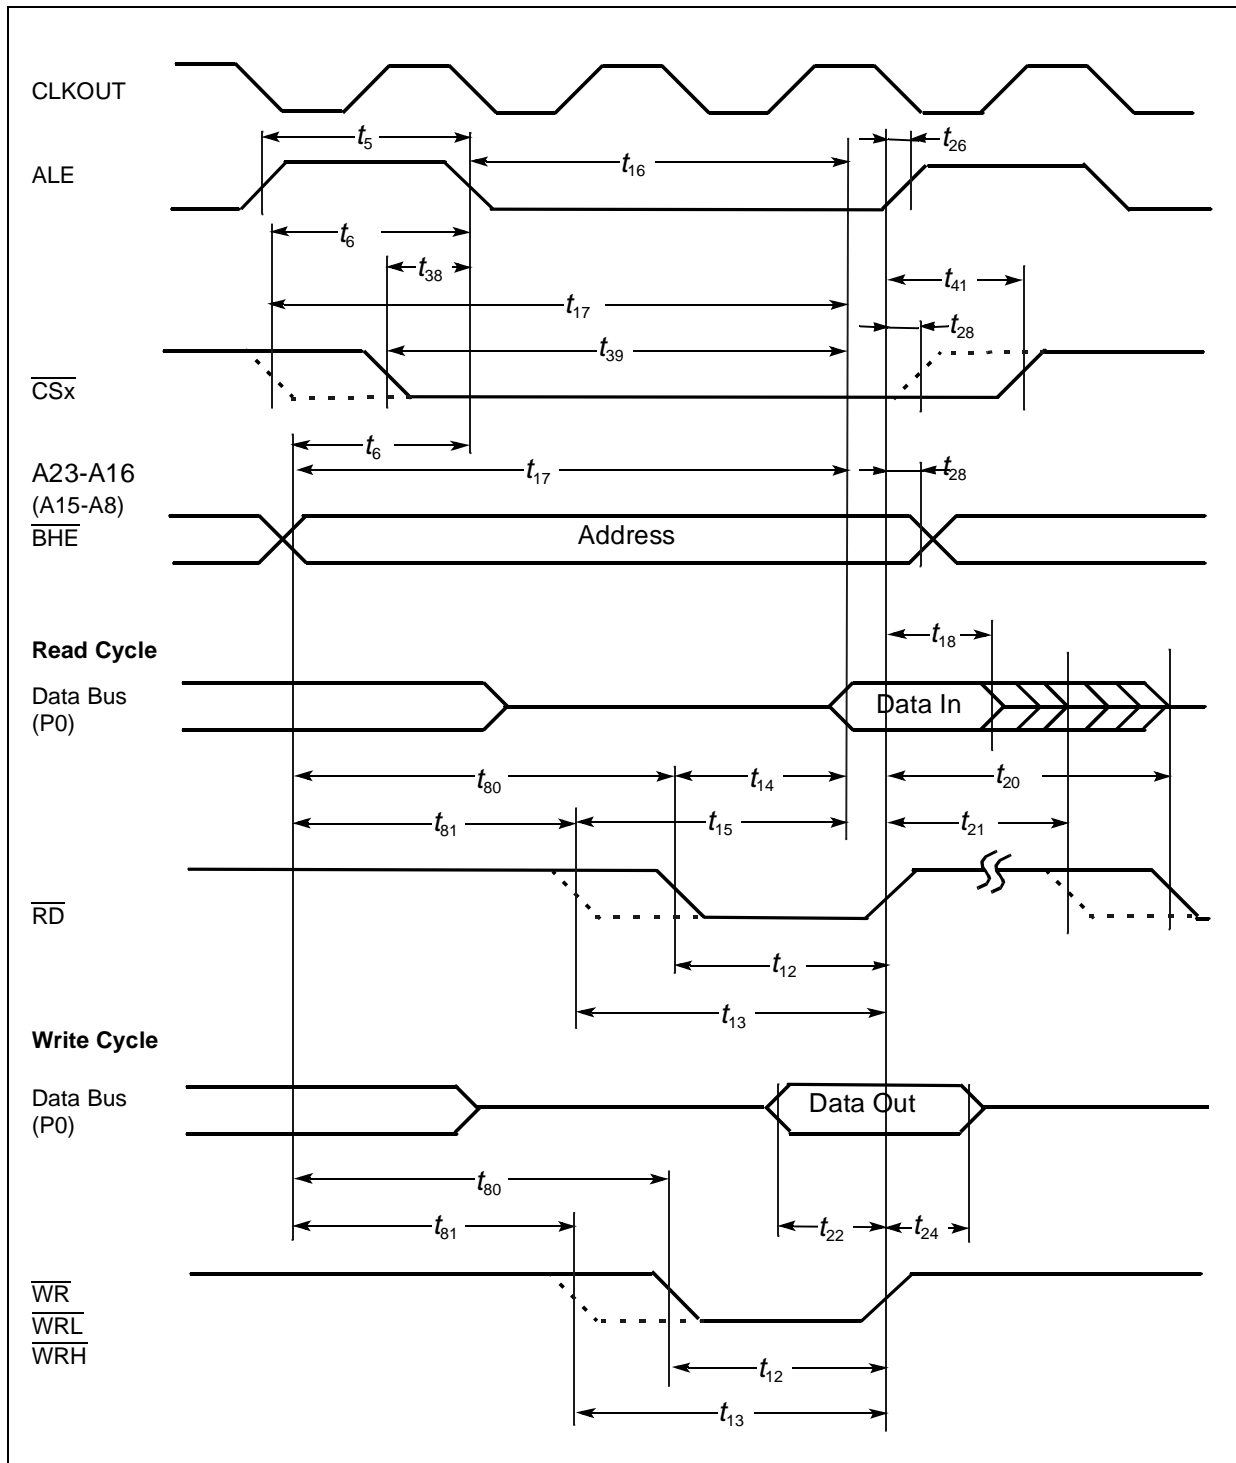 CLKOUT
t5
t26
ALE
t16
t6
t38
t41
t17
t28
t39
CSx
t6
A23-A16
t17
t28
(A15-A8)
BHE
Address
t18
Read Cycle
Data Bus
(P0)
Data In
t80
t14
t20
t81
t15
t21
RD
t12
t13
Write Cycle
Data Bus
(P0)
Data Out
t80
t81
t22
t24
WR
WRL
WRH
t12
t13